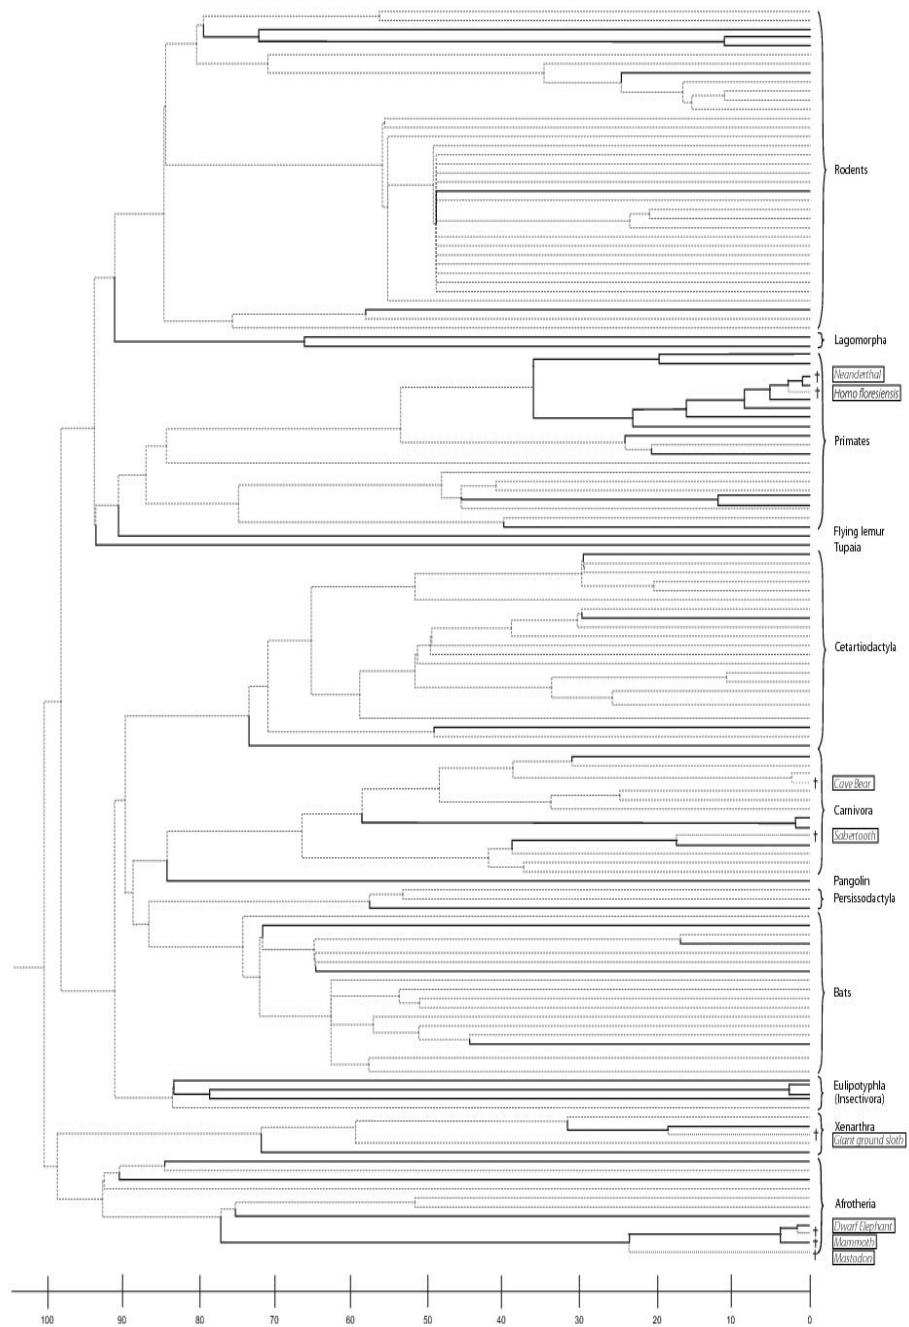 Rodents
Lagomorpha
† Neanderthal
† Homo floresiensis
Primates
Flying lemur
Tupaia
Cetartiodactyla
† Cave Bear
Carnivora
† Sabertooth
Pangolin
Persissodactyla
Bats
Eulipotyphla
(Insectivora)
Xenarthra
† Giant ground sloth
Afrotheria
† Dwarf Elephant
† Mammoth
† Mastodon
100 90 80 70 60 50 40 30 20 10 0